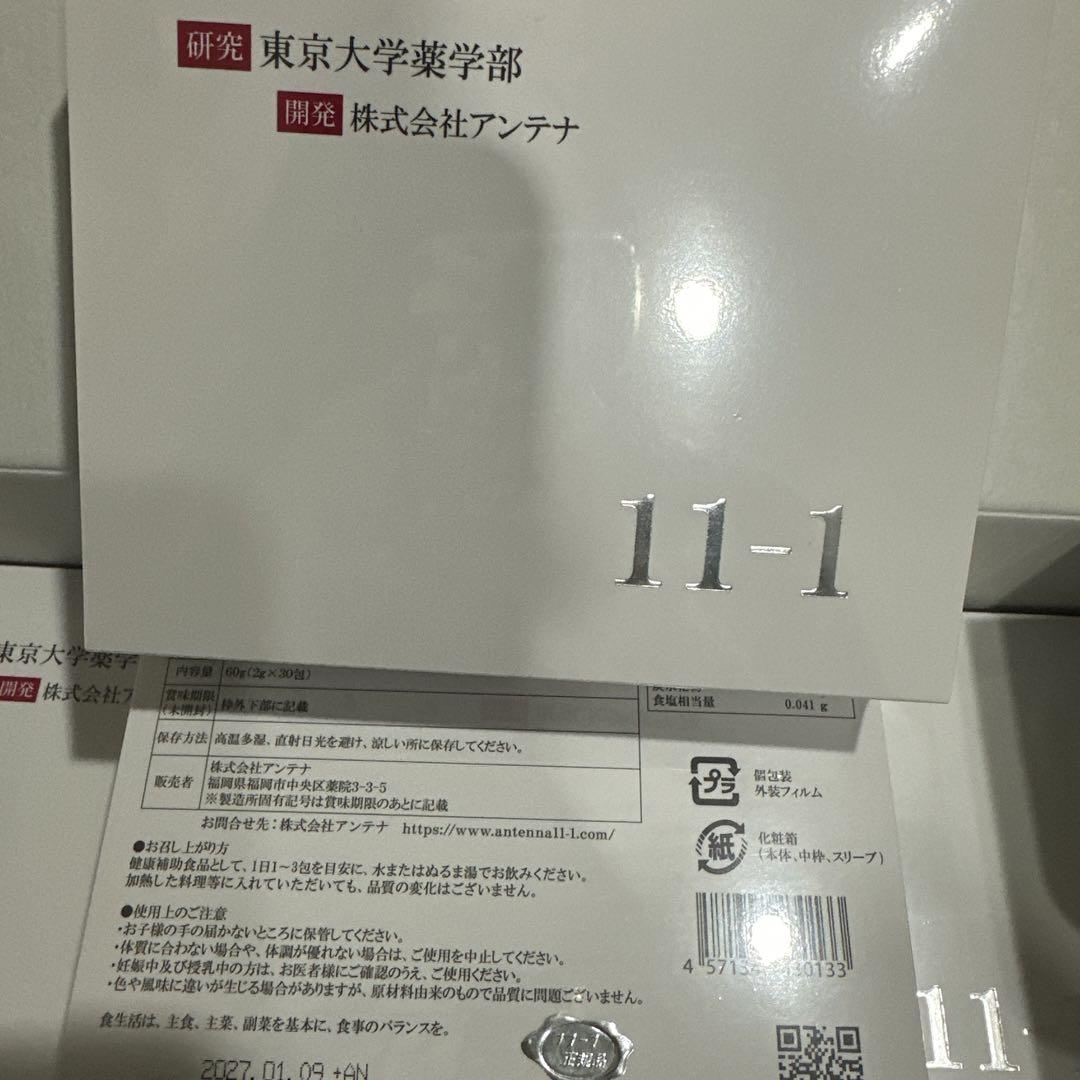 研究 東京大学薬学部
開発 株式会社アンテナ
11-1
東京大学薬学
開発 株式会社ア
内容量 60g(2g×30包)
賞味期限(未開封) 枠外下部に記載
保存方法 高温多湿、直射日光を避け、涼しい所に保存してください。
販売者 株式会社アンテナ
福岡県福岡市中央区薬院3-3-5
※製造所固有記号は賞味期限のあとに記載
お問合せ先:株式会社アンテナ https://www.antenna11-1.com/
食塩相当量 0.041 g
プラ 個包装
外装フィルム
紙 化粧箱
(本体、中枠、スリーブ)
●お召し上がり方
健康補助食品として、1日1~3包を目安に、水またはぬるま湯でお飲みください。
加熱した料理等に入れていただいても、品質の変化はございません。
●使用上のご注意
・お子様の手の届かないところに保管してください。
・体質に合わない場合や、体調が優れない場合は、ご使用を中止してください。
・妊娠中及び授乳中の方は、お医者様にご確認のうえ、ご使用ください。
・色や風味に違いが生じる場合がありますが、原材料由来のもので品質に問題ございません。
食生活は、主食、主菜、副菜を基本に、食事のバランスを。
2027.01.09 +AN
11-1
正規品
11